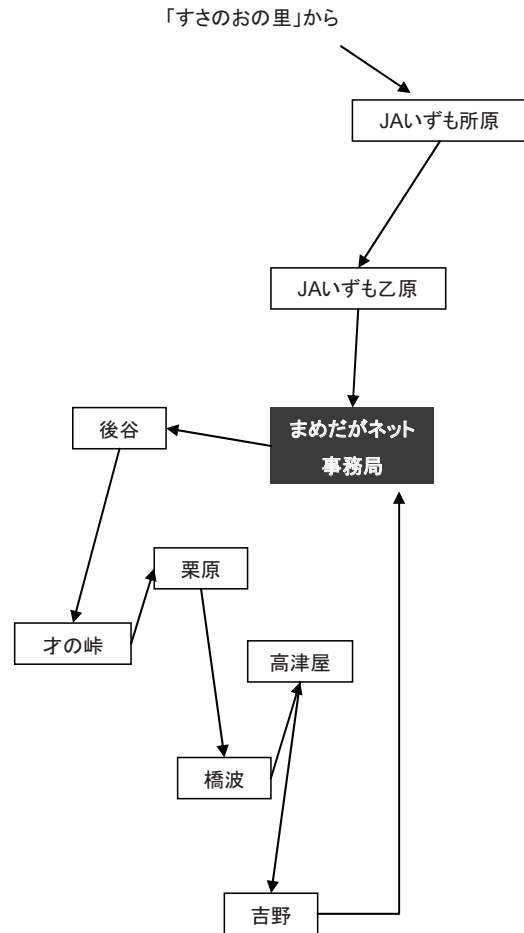 「すさのおの里」から
JAいずも所原
JAいずも乙原
まめだがネット
事務局
後谷
栗原
才の峠
高津屋
橋波
吉野